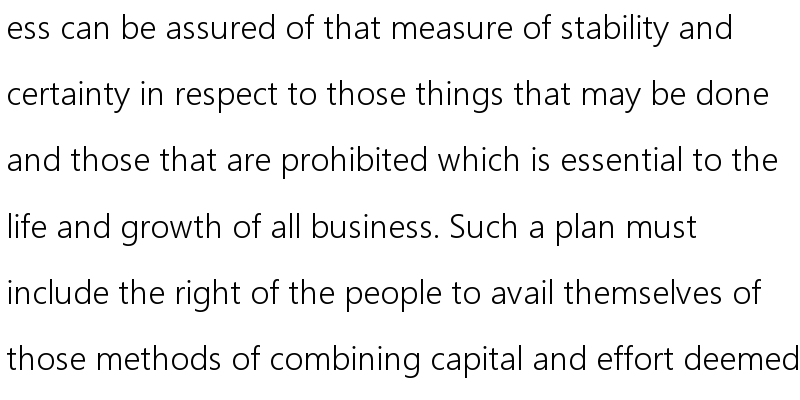 ess can be assured of that measure of stability and
certainty in respect to those things that may be done
and those that are prohibited which is essential to the
life and growth of all business. Such a plan must
include the right of the people to avail themselves of
those methods of combining capital and effort deemed